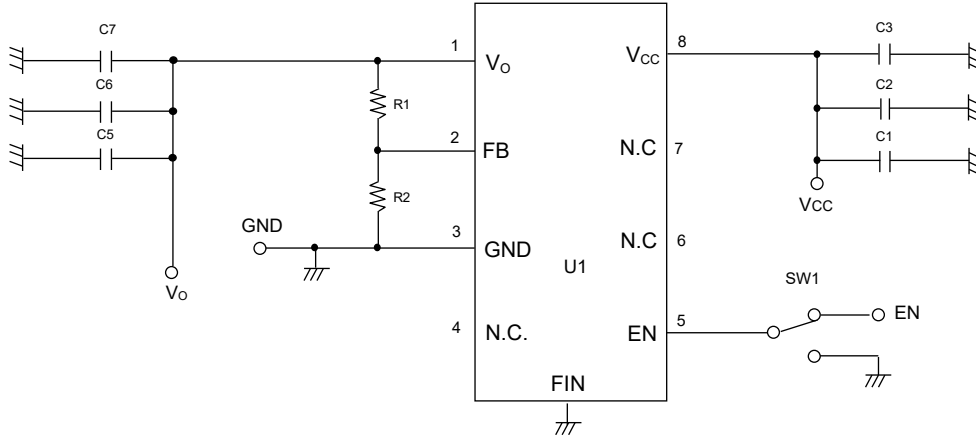 C7
C6
C5
VO
GND
R1
R2
1
2
3
4
VO
FB
GND
N.C.
U1
FIN
VCC
N.C
N.C
EN
8
7
6
5
C3
C2
C1
VCC
SW1
EN